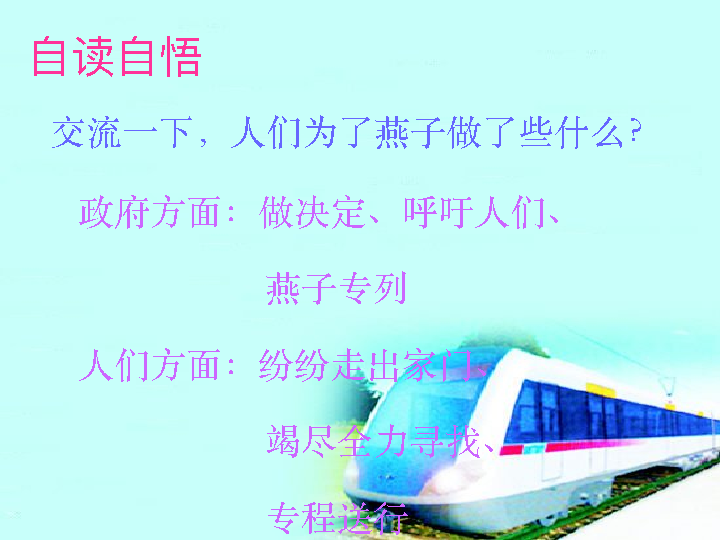 自读自悟
交流一下，人们为了燕子做了些什么？
政府方面：做决定、呼吁人们、
燕子专列
人们方面：纷纷走出家门、
竭尽全力寻找、
专程送行